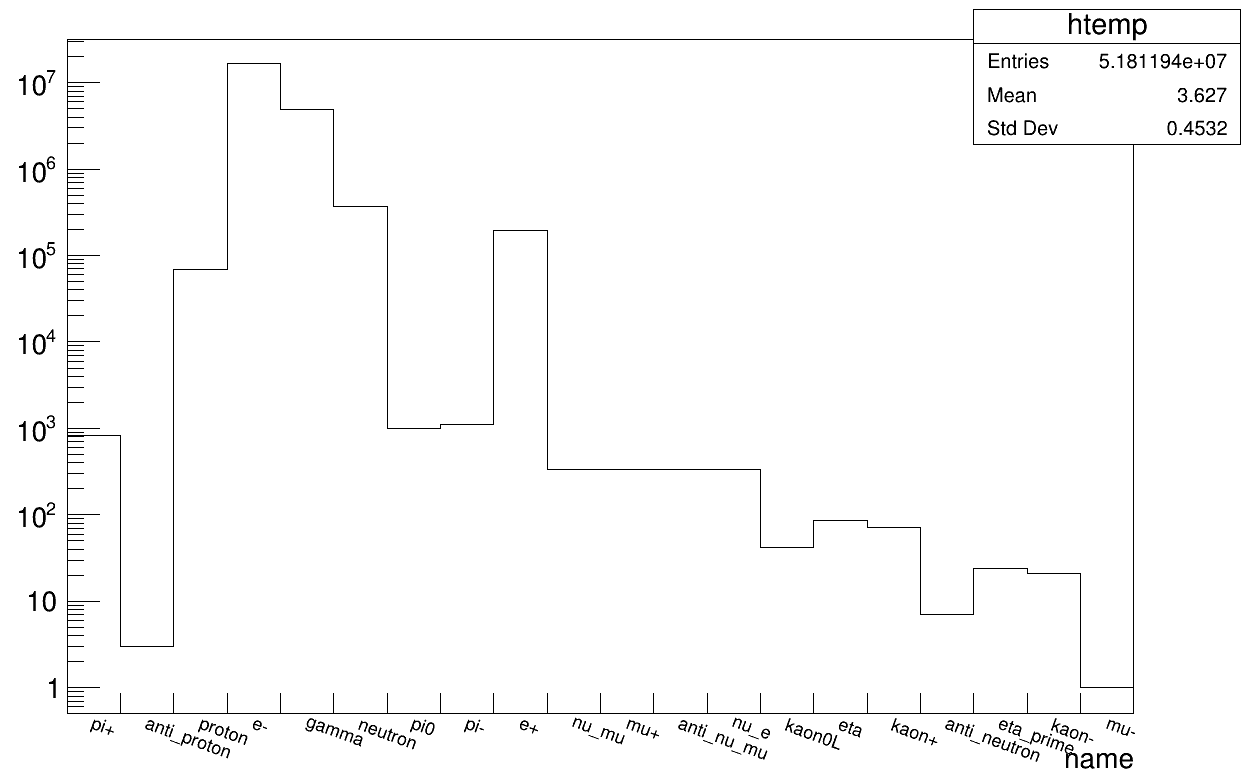 htemp
Entries 5.181194e+07
Mean 3.627
Std Dev 0.4532
10^7
10^6
10^5
10^4
10^3
10^2
10
1
pi+
anti_proton
proton
e-
gamma
neutron
pi0
pi-
e+
nu_mu
mu+
anti_nu_mu
nu_e
kaon0L
eta
kaon+
anti_neutron
eta_prime
kaon-
mu-
name